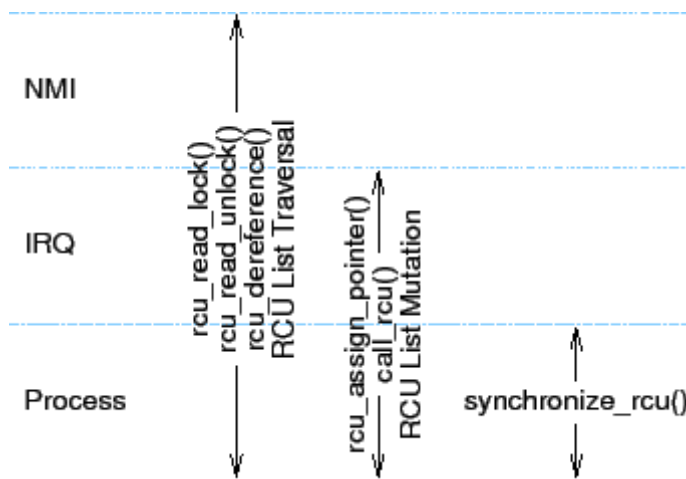 NMI
IRQ
Process
rcu_read_lock()
rcu_read_unlock()
rcu_dereference()
RCU List Traversal
rcu_assign_pointer()
call_rcu()
RCU List Mutation
synchronize_rcu()